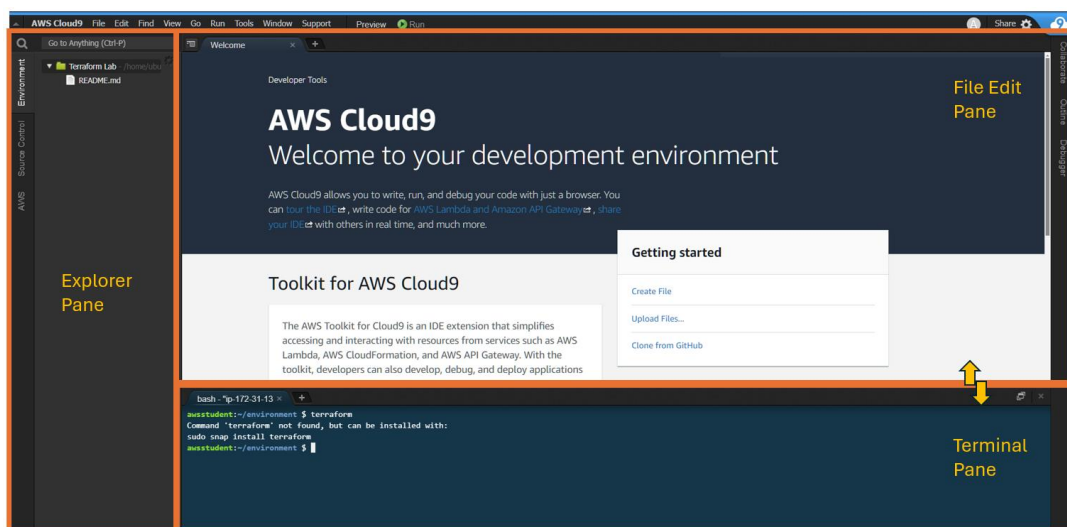 AWS Cloud9 File Edit Find View Go Run Tools Window Support Preview Run
Share
Go to Anything (Ctrl-P)
Terraform Lab - /home/ubu
README.md
Environment
Source Control
AWS
Welcome
Developer Tools
AWS Cloud9
Welcome to your development environment
AWS Cloud9 allows you to write, run, and debug your code with just a browser. You
can tour the IDE, write code for AWS Lambda and Amazon API Gateway, share
your IDE with others in real time, and much more.
Toolkit for AWS Cloud9
The AWS Toolkit for Cloud9 is an IDE extension that simplifies
accessing and interacting with resources from services such as AWS
Lambda, AWS CloudFormation, and AWS API Gateway. With the
toolkit, developers can also develop, debug, and deploy applications
Getting started
Create File
Upload Files...
Clone from GitHub
File Edit
Pane
Collaborate
Outline
Debugger
Explorer
Pane
bash - "ip-172-31-13
awsstudent:~/environment $ terraform
Command 'terraform' not found, but can be installed with:
sudo snap install terraform
awsstudent:~/environment $
Terminal
Pane